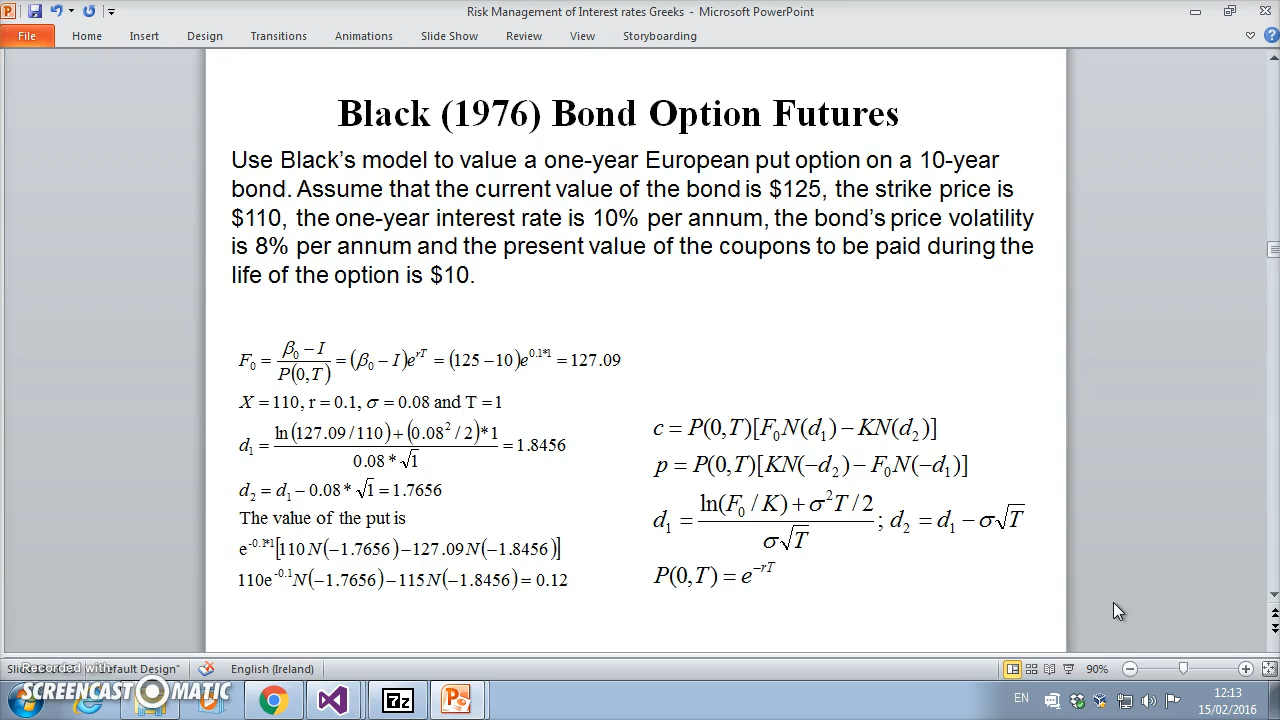 Risk Management of Interest rates Greeks - Microsoft PowerPoint
File Home Insert Design Transitions Animations Slide Show Review View Storyboarding
Black (1976) Bond Option Futures
Use Black's model to value a one-year European put option on a 10-year
bond. Assume that the current value of the bond is $125, the strike price is
$110, the one-year interest rate is 10% per annum, the bond's price volatility
is 8% per annum and the present value of the coupons to be paid during the
life of the option is $10.
F₀ = (β₀ − I) / P(0,T) = (β₀ − I)e^{rT} = (125 − 10)e^{0.1*1} = 127.09
X = 110, r = 0.1, σ = 0.08 and T = 1
d₁ = (ln(127.09/110) + (0.08²/2)*1) / (0.08 * √1) = 1.8456
d₂ = d₁ − 0.08* √1 = 1.7656
The value of the put is
e^{-0.1*1}[110N(−1.7656) − 127.09N(−1.8456)]
110e^{-0.1}N(−1.7656) − 115N(−1.8456) = 0.12
c = P(0,T)[F₀N(d₁) − KN(d₂)]
p = P(0,T)[KN(−d₂) − F₀N(−d₁)]
d₁ = (ln(F₀/K) + σ²T/2) / (σ√T) ; d₂ = d₁ − σ√T
P(0,T) = e^{−rT}
Default Design" English (Ireland) 90%
Recorded with
SCREENCAST O MATIC
EN 12:13
15/02/2016